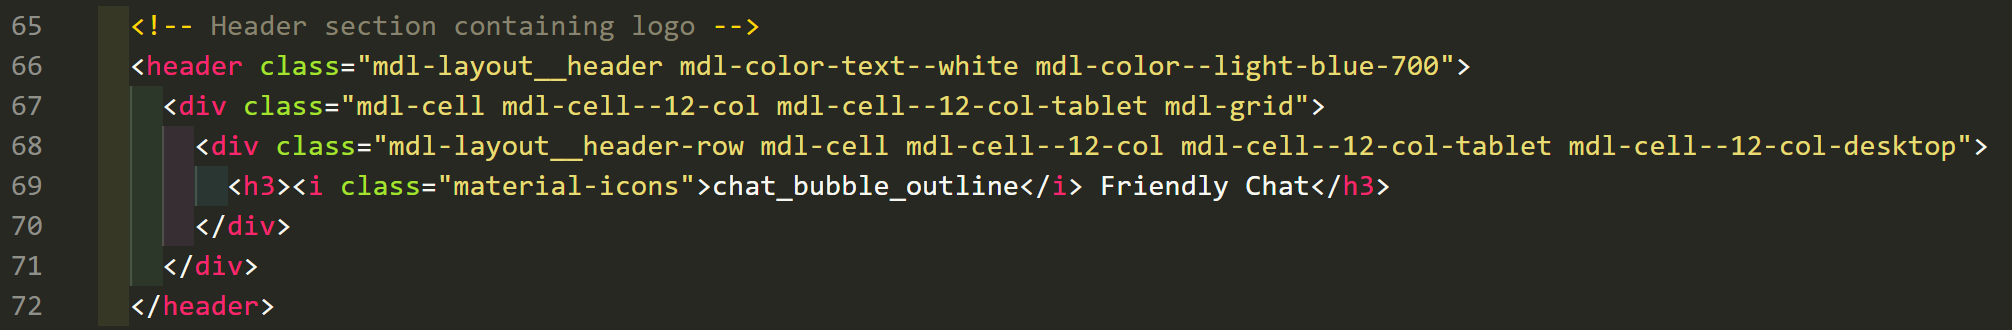 65 <!-- Header section containing logo -->
66 <header class="mdl-layout__header mdl-color-text--white mdl-color--light-blue-700">
67 <div class="mdl-cell mdl-cell--12-col mdl-cell--12-col-tablet mdl-grid">
68 <div class="mdl-layout__header-row mdl-cell mdl-cell--12-col mdl-cell--12-col-tablet mdl-cell--12-col-desktop">
69 <h3><i class="material-icons">chat_bubble_outline</i> Friendly Chat</h3>
70 </div>
71 </div>
72 </header>